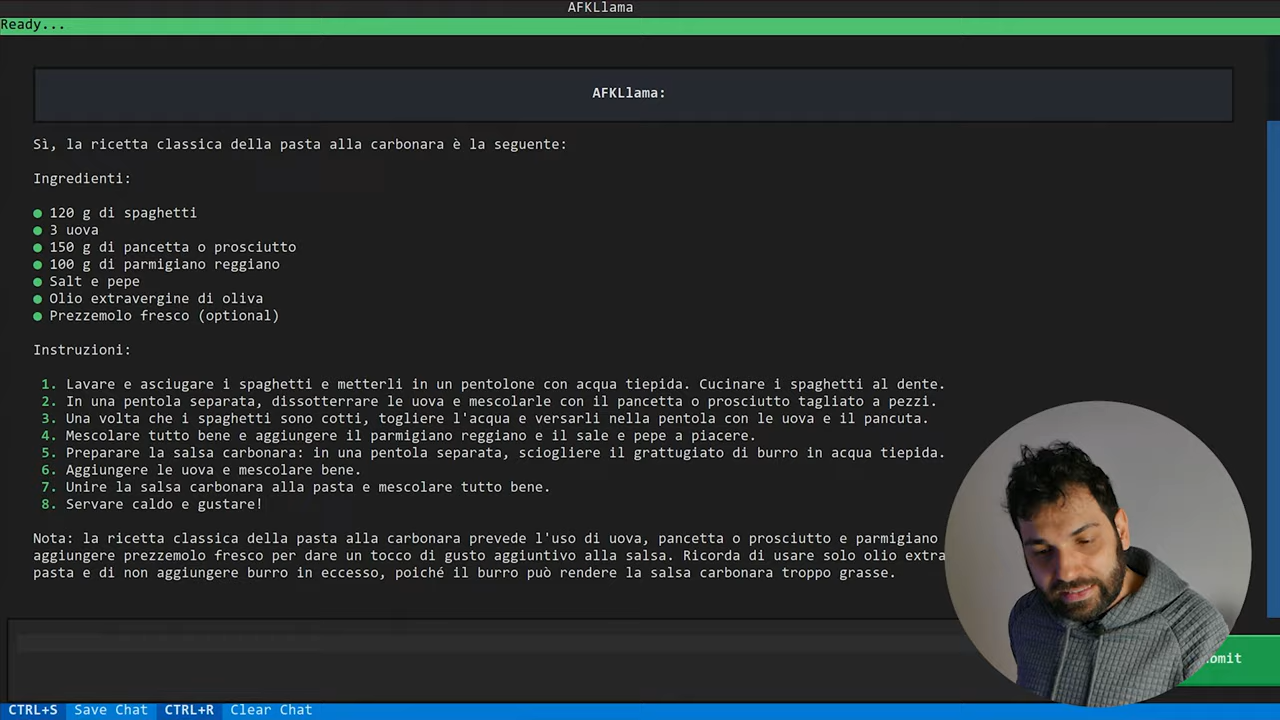 AFKLlama
Ready...
AFKLlama:
Sì, la ricetta classica della pasta alla carbonara è la seguente:
Ingredienti:
● 120 g di spaghetti
● 3 uova
● 150 g di pancetta o prosciutto
● 100 g di parmigiano reggiano
● Salt e pepe
● Olio extravergine di oliva
● Prezzemolo fresco (optional)
Instruzioni:
1. Lavare e asciugare i spaghetti e metterli in un pentolone con acqua tiepida. Cucinare i spaghetti al dente.
2. In una pentola separata, dissotterrare le uova e mescolarle con il pancetta o prosciutto tagliato a pezzi.
3. Una volta che i spaghetti sono cotti, togliere l'acqua e versarli nella pentola con le uova e il pancuta.
4. Mescolare tutto bene e aggiungere il parmigiano reggiano e il sale e pepe a piacere.
5. Preparare la salsa carbonara: in una pentola separata, sciogliere il grattugiato di burro in acqua tiepida.
6. Aggiungere le uova e mescolare bene.
7. Unire la salsa carbonara alla pasta e mescolare tutto bene.
8. Servare caldo e gustare!
Nota: la ricetta classica della pasta alla carbonara prevede l'uso di uova, pancetta o prosciutto e parmigiano
aggiungere prezzemolo fresco per dare un tocco di gusto aggiuntivo alla salsa. Ricorda di usare solo olio extra
pasta e di non aggiungere burro in eccesso, poiché il burro può rendere la salsa carbonara troppo grasse.
CTRL+S Save Chat CTRL+R Clear Chat